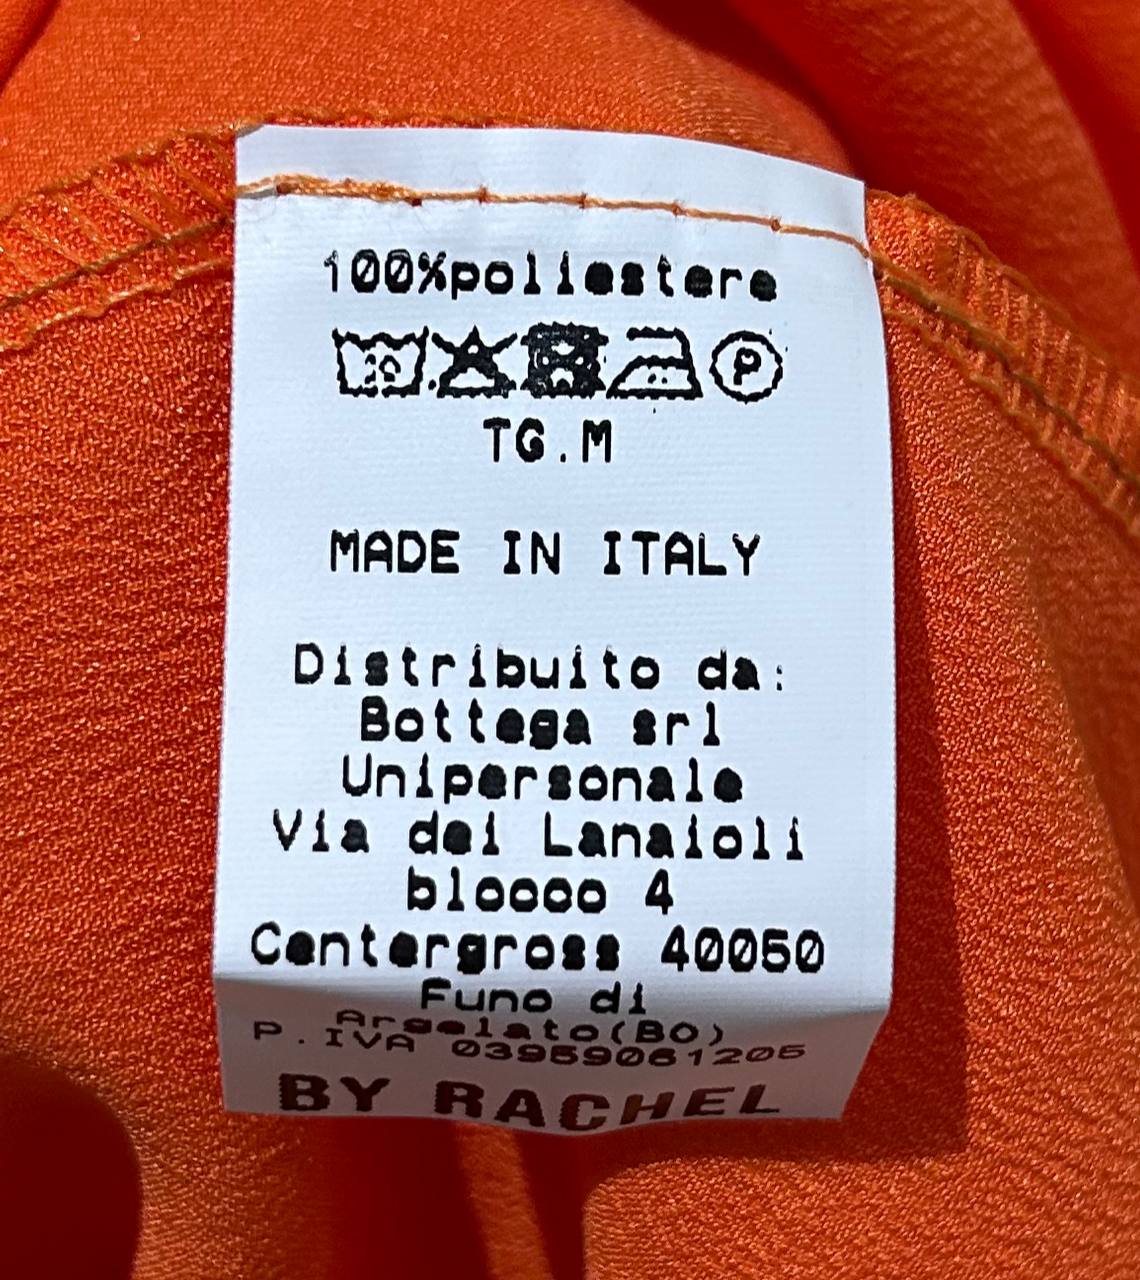 100%poliestere
P
TG.M
MADE IN ITALY
Distribuito da:
Bottega srl
Unipersonale
Via dei Lanaioli
blocco 4
Centergross 40050
Funo di
Argelato(BO)
P.IVA 03959061205
BY RACHEL